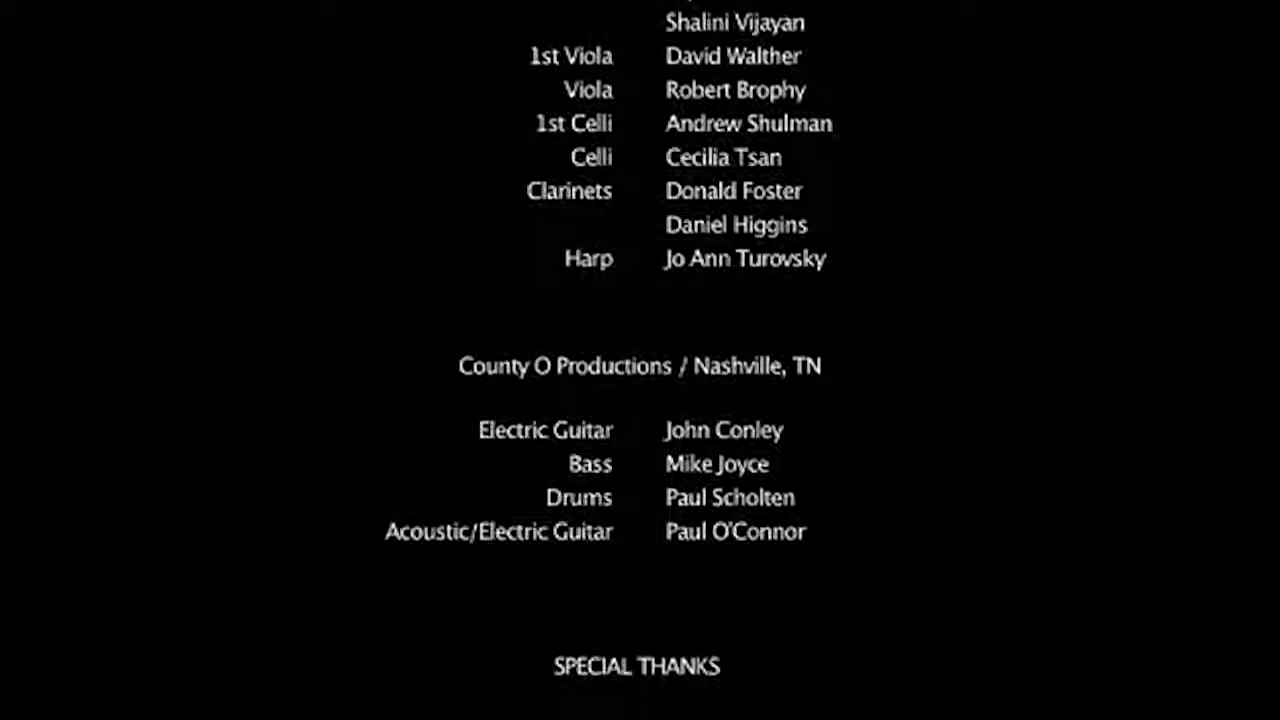 Shalini Vijayan
1st Viola David Walther
Viola Robert Brophy
1st Celli Andrew Shulman
Celli Cecilia Tsan
Clarinets Donald Foster
Daniel Higgins
Harp Jo Ann Turovsky
County O Productions / Nashville, TN
Electric Guitar John Conley
Bass Mike Joyce
Drums Paul Scholten
Acoustic/Electric Guitar Paul O'Connor
SPECIAL THANKS